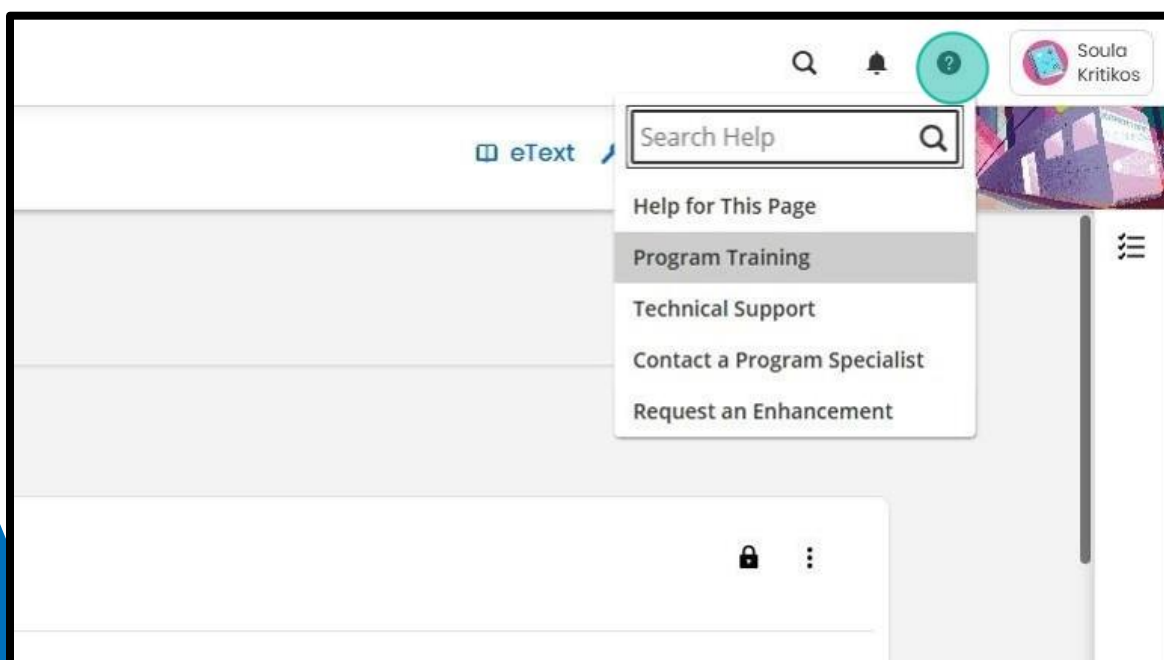 Soula
Kritikos
eText
Search Help
Help for This Page
Program Training
Technical Support
Contact a Program Specialist
Request an Enhancement